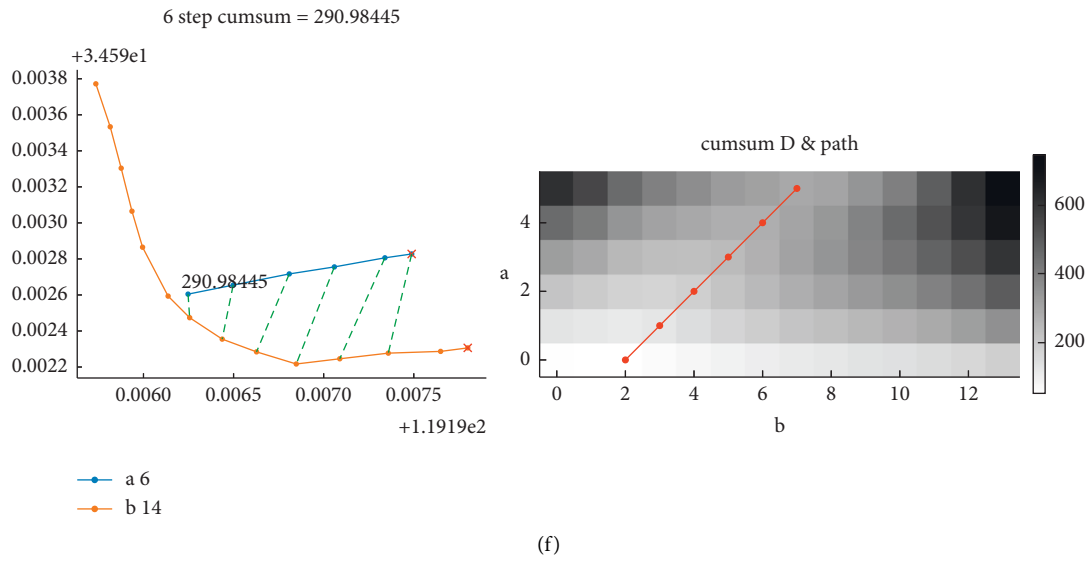 6 step cumsum = 290.98445
+3.459e1
0.0038
0.0036
0.0034
0.0032
0.0030
0.0028
0.0026
0.0024
0.0022
290.98445
0.0060 0.0065 0.0070 0.0075
+1.1919e2
a 6
b 14
cumsum D & path
a
4
2
0
0 2 4 6 8 10 12
b
600
400
200
(f)